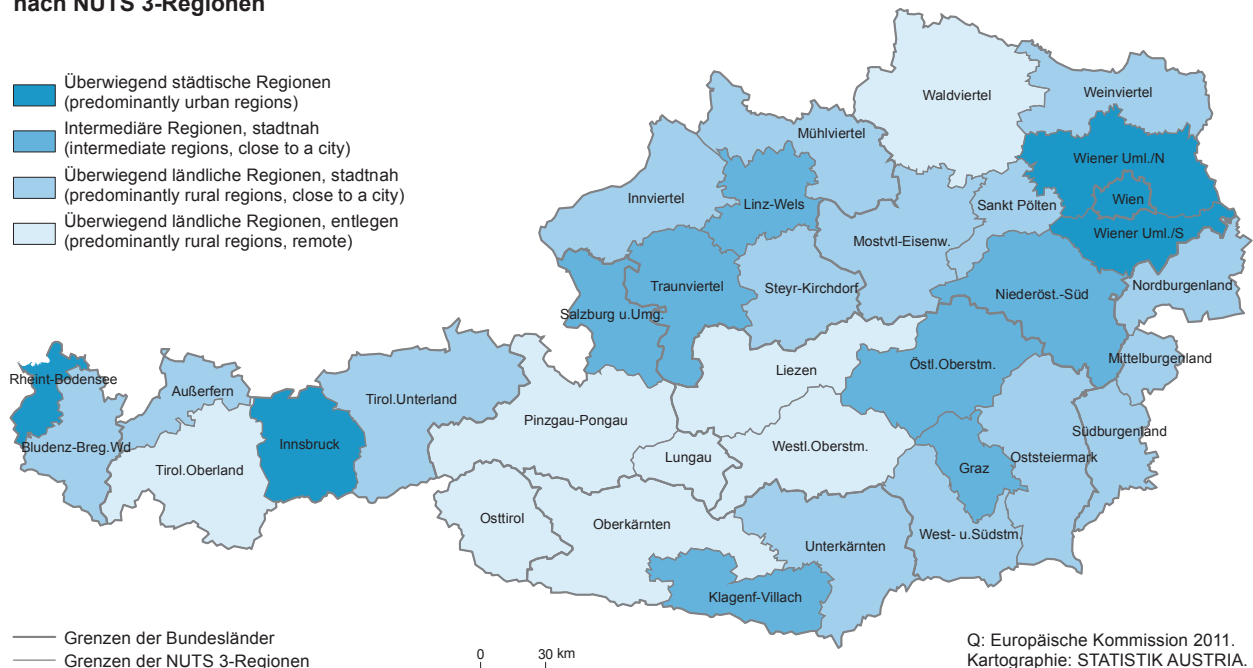 nach NUTS 3-Regionen
Überwiegend städtische Regionen
(predominantly urban regions)
Intermediäre Regionen, stadtnah
(intermediate regions, close to a city)
Überwiegend ländliche Regionen, stadtnah
(predominantly rural regions, close to a city)
Überwiegend ländliche Regionen, entlegen
(predominantly rural regions, remote)
Waldviertel
Weinviertel
Mühlviertel
Wiener Uml./N
Innviertel
Linz-Wels
Sankt Pölten
Wien
Mostvtl-Eisenw.
Wiener Uml./S
Traunviertel
Steyr-Kirchdorf
Niederöst.-Süd
Nordburgenland
Salzburg u.Umg.
Rheint-Bodensee
Außerfern
Tirol.Unterland
Liezen
Östl.Oberstm.
Mittelburgenland
Pinzgau-Pongau
Bludenz-Breg.Wd
Innsbruck
Tirol.Oberland
Lungau
Westl.Oberstm.
Graz
Oststeiermark
Südburgenland
Osttirol
Oberkärnten
Unterkärnten
West- u.Südstm.
Klagenf-Villach
Grenzen der Bundesländer
Grenzen der NUTS 3-Regionen
0 30 km
Q: Europäische Kommission 2011.
Kartographie: STATISTIK AUSTRIA